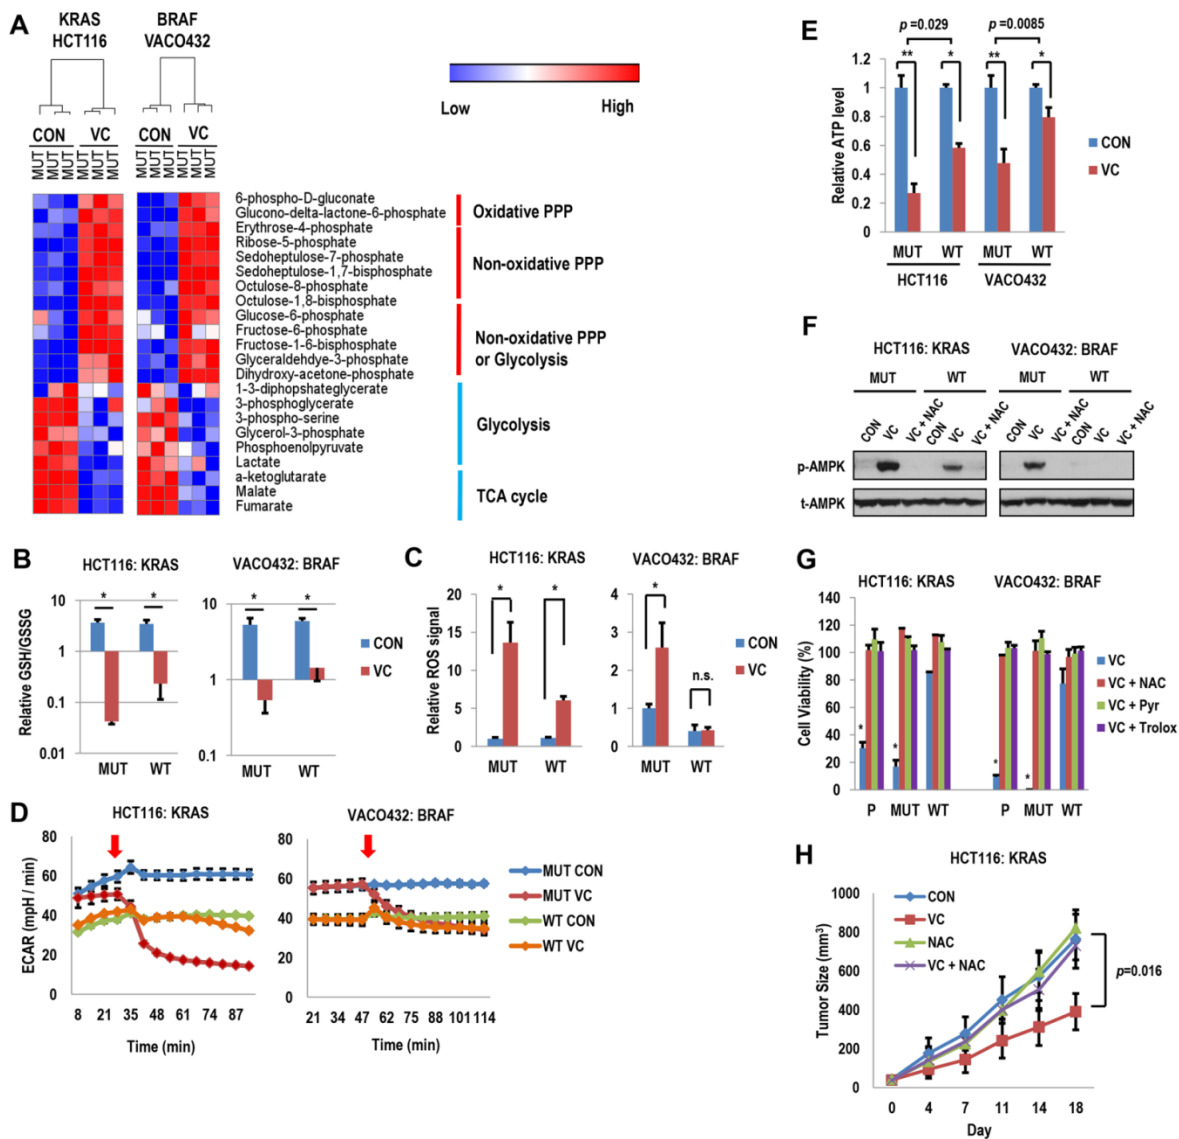 A
KRAS
HCT116
BRAF
VACO432
Low
High
CON
VC
CON
VC
MUT
MUT
MUT
MUT
MUT
MUT
MUT
MUT
MUT
MUT
MUT
MUT
6-phospho-D-gluconate
Glucono-delta-lactone-6-phosphate
Erythrose-4-phosphate
Ribose-5-phosphate
Sedoheptulose-7-phosphate
Sedoheptulose-1,7-bisphosphate
Octulose-8-phosphate
Octulose-1,8-bisphosphate
Glucose-6-phosphate
Fructose-6-phosphate
Fructose-1-6-bisphosphate
Glyceraldehdye-3-phosphate
Dihydroxy-acetone-phosphate
1-3-diphopshateglycerate
3-phosphoglycerate
3-phospho-serine
Glycerol-3-phosphate
Phosphoenolpyruvate
Lactate
a-ketoglutarate
Malate
Fumarate
Oxidative PPP
Non-oxidative PPP
Non-oxidative PPP
or Glycolysis
Glycolysis
TCA cycle
B
HCT116: KRAS
VACO432: BRAF
Relative GSH/GSSG
10
1
0.1
0.01
* *
MUT WT
10
1
0.1
* *
MUT WT
CON
VC
C
HCT116: KRAS
VACO432: BRAF
Relative ROS signal
20
15
10
5
0
* *
MUT WT
4
3
2
1
0
*
n.s.
MUT WT
CON
VC
D
HCT116: KRAS
VACO432: BRAF
ECAR (mpH / min)
80
60
40
20
0
8 21 35 48 61 74 87
Time (min)
80
60
40
20
0
21 34 47 62 75 88 101 114
Time (min)
MUT CON
MUT VC
WT CON
WT VC
E
p =0.029
p =0.0085
** * ** *
Relative ATP level
1.2
1
0.8
0.6
0.4
0.2
0
MUT WT MUT WT
HCT116 VACO432
CON
VC
F
HCT116: KRAS
VACO432: BRAF
MUT WT MUT WT
CON VC VC + NAC CON VC VC + NAC CON VC VC + NAC CON VC VC + NAC
p-AMPK
t-AMPK
G
HCT116: KRAS
VACO432: BRAF
Cell Viability (%)
140
120
100
80
60
40
20
0
* * * *
P MUT WT P MUT WT
VC
VC + NAC
VC + Pyr
VC + Trolox
H
HCT116: KRAS
Tumor Size (mm³)
1000
800
600
400
200
0
CON
VC
NAC
VC + NAC
p=0.016
0 4 7 11 14 18
Day